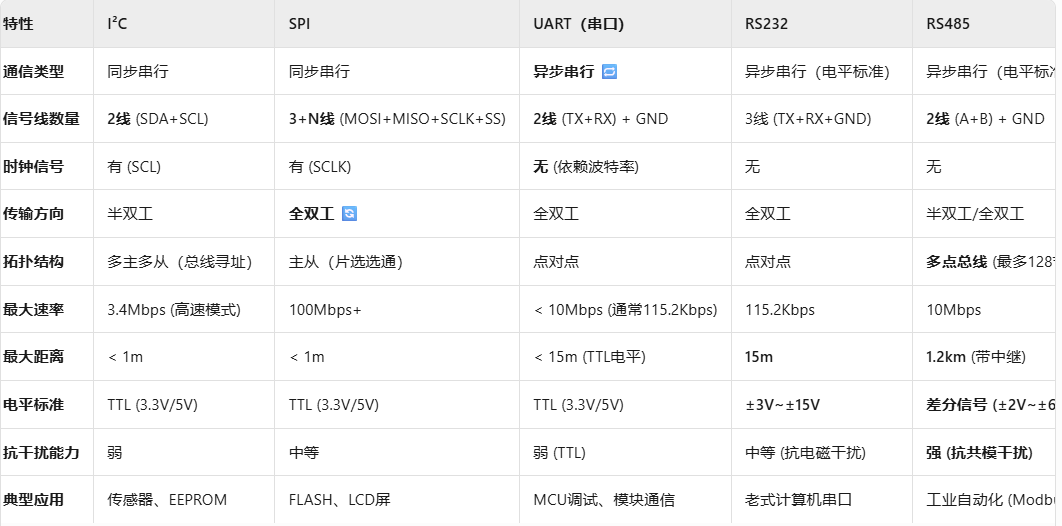 特性 I²C SPI UART（串口） RS232 RS485
通信类型 同步串行 同步串行 异步串行 🔁 异步串行（电平标准） 异步串行（电平标
信号线数量 2线 (SDA+SCL) 3+N线 (MOSI+MISO+SCLK+SS) 2线 (TX+RX) + GND 3线 (TX+RX+GND) 2线 (A+B) + GND
时钟信号 有 (SCL) 有 (SCLK) 无 (依赖波特率) 无 无
传输方向 半双工 全双工 🔄 全双工 全双工 半双工/全双工
拓扑结构 多主多从（总线寻址） 主从（片选选通） 点对点 点对点 多点总线 (最多128
最大速率 3.4Mbps (高速模式) 100Mbps+ < 10Mbps (通常115.2Kbps) 115.2Kbps 10Mbps
最大距离 < 1m < 1m < 15m (TTL电平) 15m 1.2km (带中继)
电平标准 TTL (3.3V/5V) TTL (3.3V/5V) TTL (3.3V/5V) ±3V~±15V 差分信号 (±2V~±6
抗干扰能力 弱 中等 弱 (TTL) 中等 (抗电磁干扰) 强 (抗共模干扰)
典型应用 传感器、EEPROM FLASH、LCD屏 MCU调试、模块通信 老式计算机串口 工业自动化 (Modbu